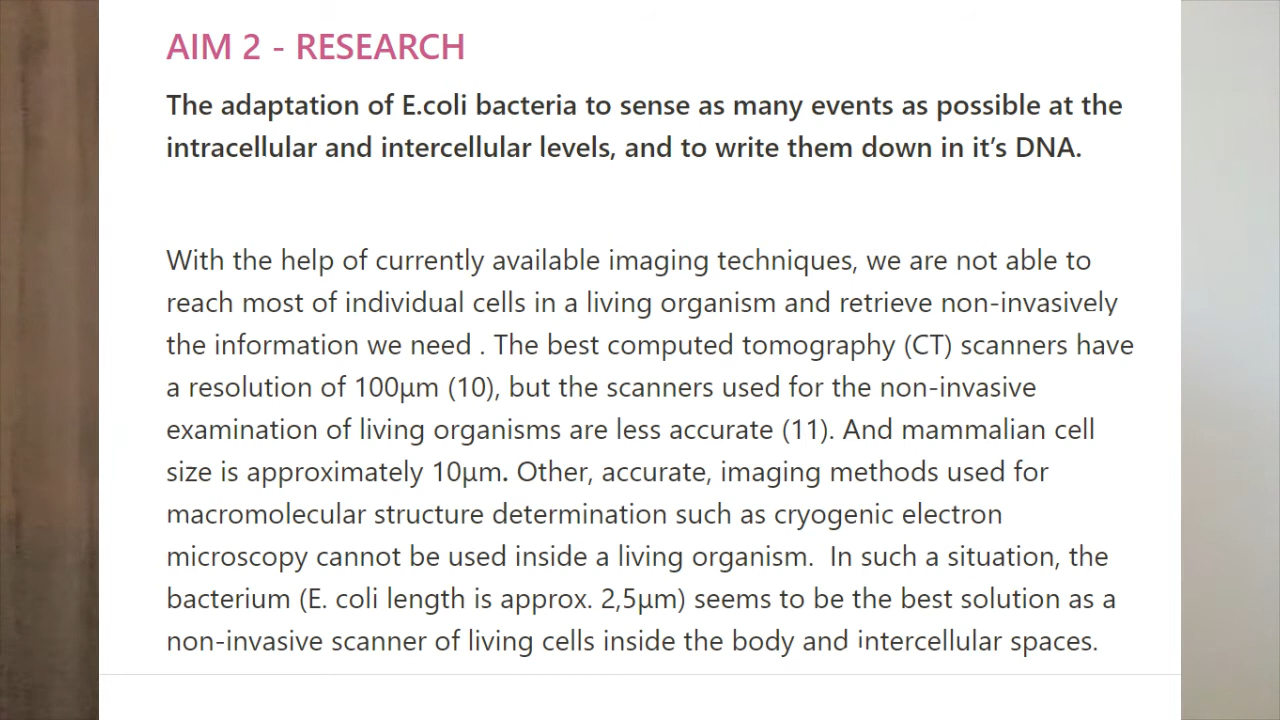 AIM 2 - RESEARCH
The adaptation of E.coli bacteria to sense as many events as possible at the
intracellular and intercellular levels, and to write them down in it’s DNA.
With the help of currently available imaging techniques, we are not able to
reach most of individual cells in a living organism and retrieve non-invasively
the information we need . The best computed tomography (CT) scanners have
a resolution of 100µm (10), but the scanners used for the non-invasive
examination of living organisms are less accurate (11). And mammalian cell
size is approximately 10µm. Other, accurate, imaging methods used for
macromolecular structure determination such as cryogenic electron
microscopy cannot be used inside a living organism.  In such a situation, the
bacterium (E. coli length is approx. 2,5µm) seems to be the best solution as a
non-invasive scanner of living cells inside the body and intercellular spaces.